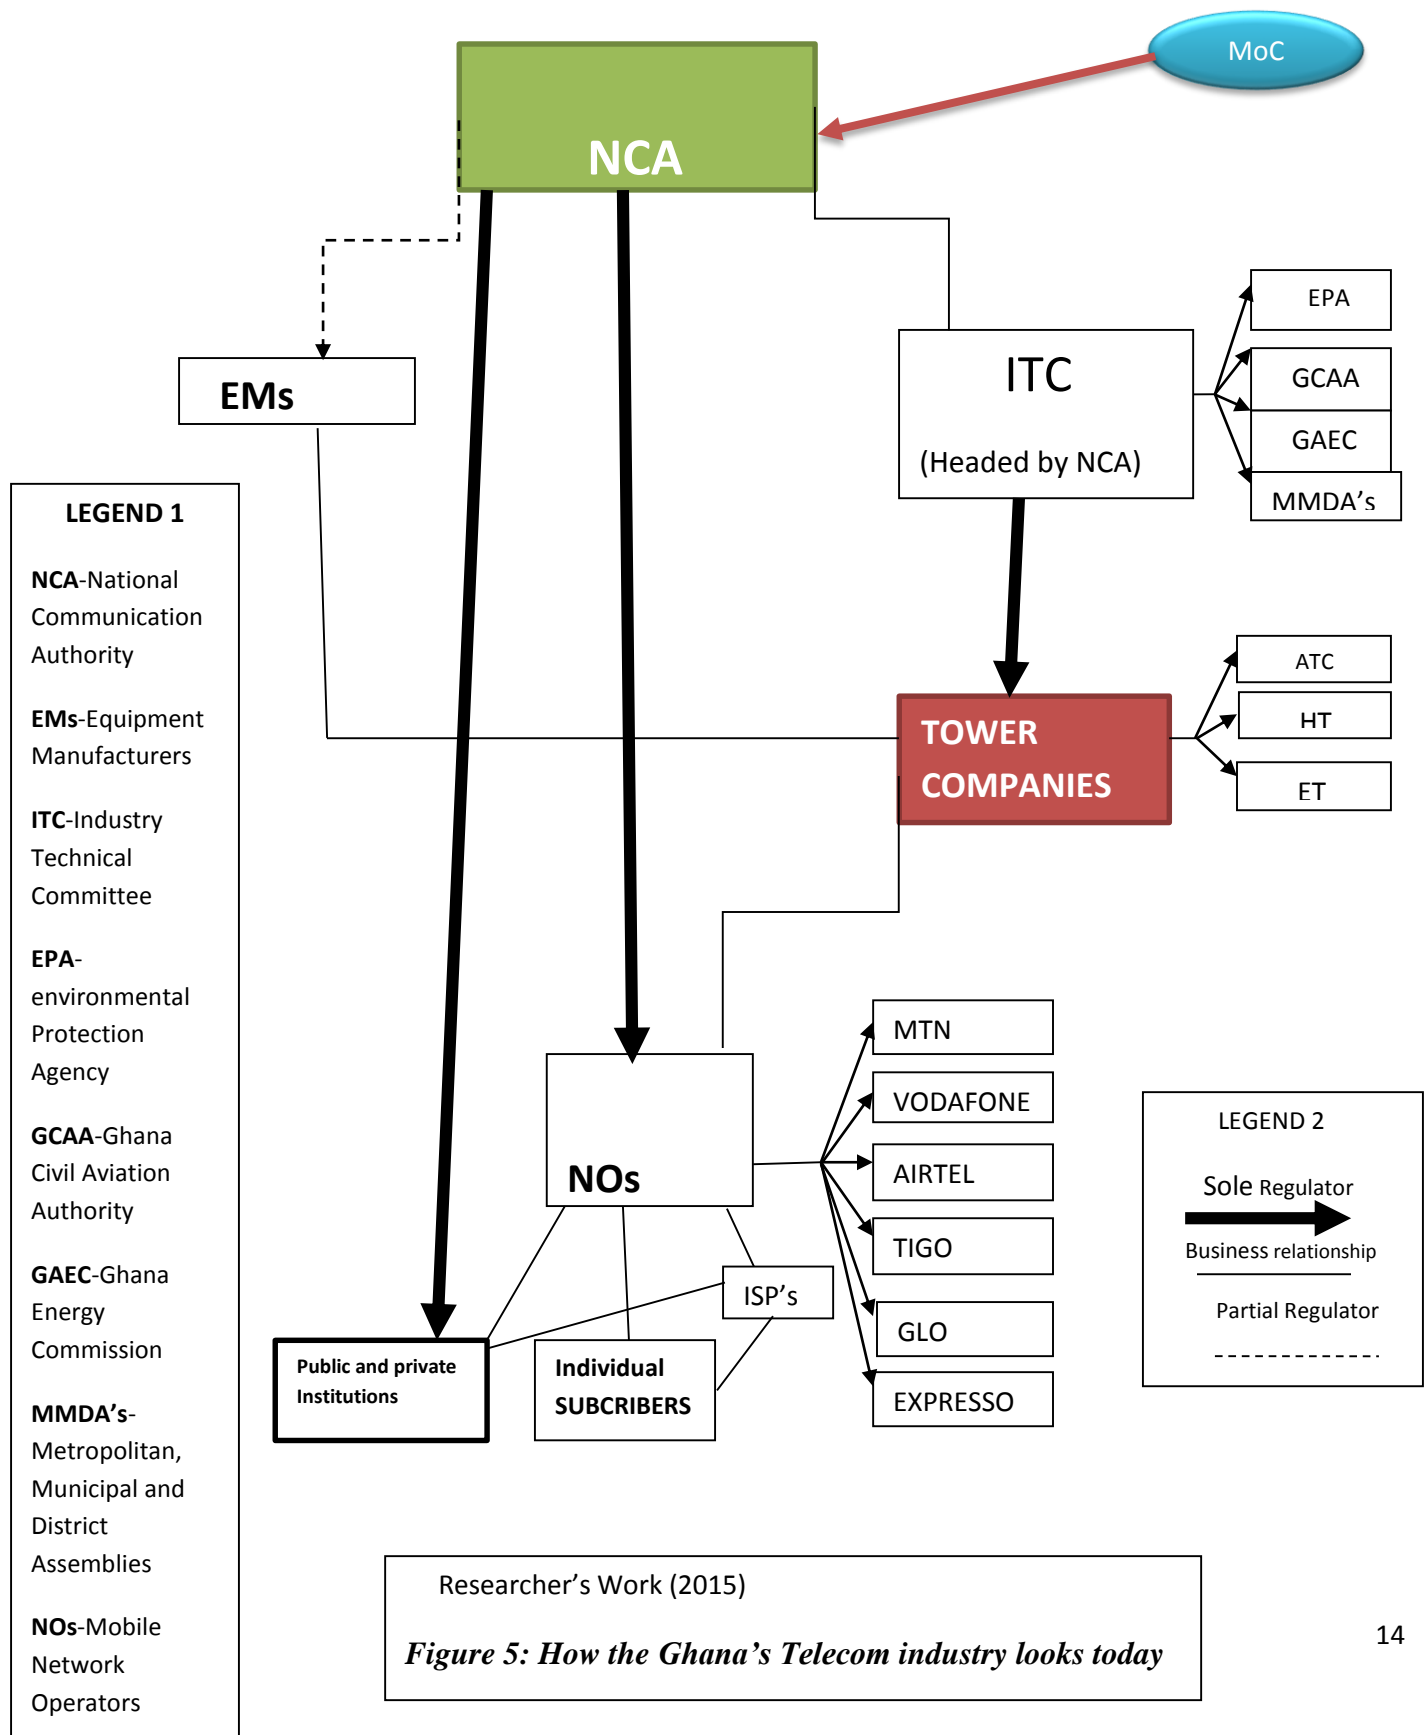 MoC
NCA
EPA
GCAA
GAEC
MMDA's
ITC
(Headed by NCA)
EMs
LEGEND 1
NCA-National
Communication
Authority
EMs-Equipment
Manufacturers
ITC-Industry
Technical
Committee
EPA-
environmental
Protection
Agency
GCAA-Ghana
Civil Aviation
Authority
GAEC-Ghana
Energy
Commission
MMDA's-
Metropolitan,
Municipal and
District
Assemblies
NOs-Mobile
Network
Operators
TOWER
COMPANIES
ATC
HT
ET
NOs
MTN
VODAFONE
AIRTEL
TIGO
GLO
EXPRESSO
ISP's
Public and private
Institutions
Individual
SUBCRIBERS
LEGEND 2
Sole Regulator
Business relationship
Partial Regulator
Researcher's Work (2015)
Figure 5: How the Ghana's Telecom industry looks today
14